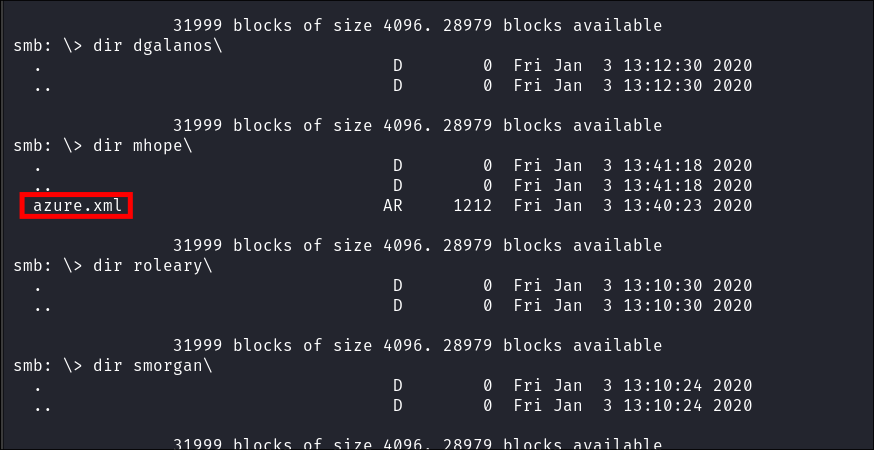 31999 blocks of size 4096. 28979 blocks available
smb: \> dir dgalanos\
. D 0 Fri Jan 3 13:12:30 2020
.. D 0 Fri Jan 3 13:12:30 2020
31999 blocks of size 4096. 28979 blocks available
smb: \> dir mhope\
. D 0 Fri Jan 3 13:41:18 2020
.. D 0 Fri Jan 3 13:41:18 2020
azure.xml AR 1212 Fri Jan 3 13:40:23 2020
31999 blocks of size 4096. 28979 blocks available
smb: \> dir roleary\
. D 0 Fri Jan 3 13:10:30 2020
.. D 0 Fri Jan 3 13:10:30 2020
31999 blocks of size 4096. 28979 blocks available
smb: \> dir smorgan\
. D 0 Fri Jan 3 13:10:24 2020
.. D 0 Fri Jan 3 13:10:24 2020
31999 blocks of size 4096. 28979 blocks available